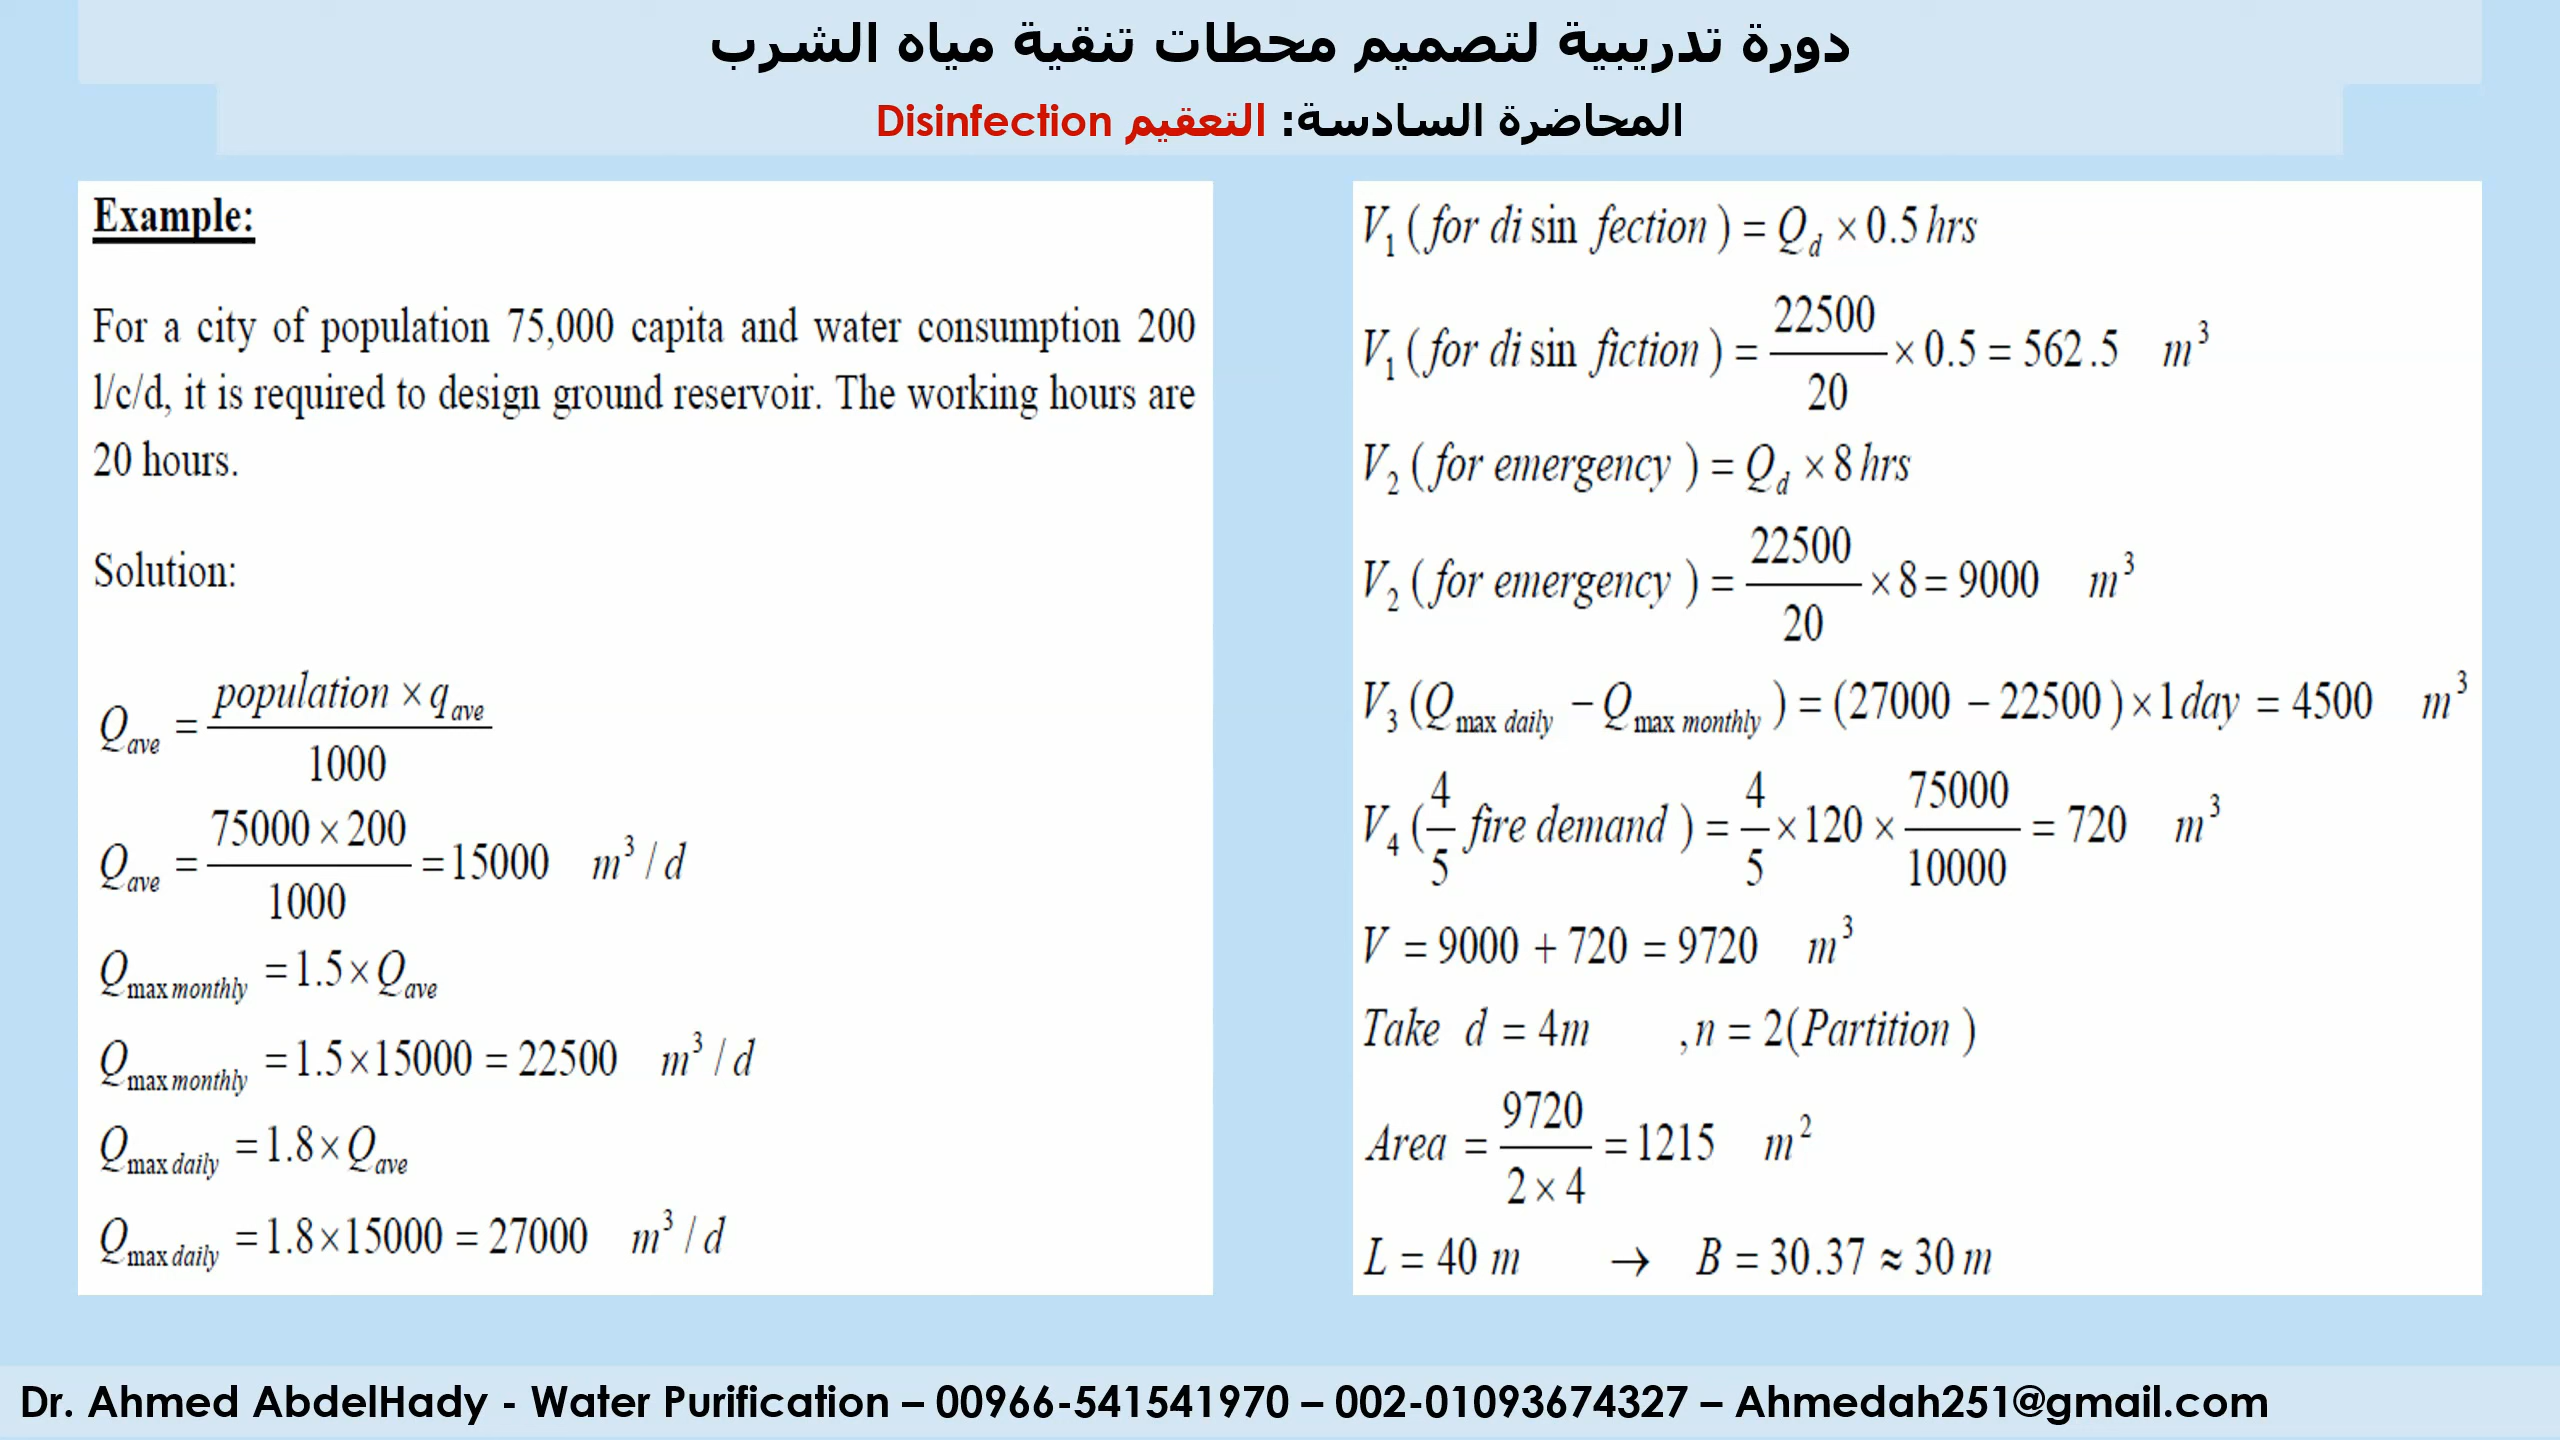 دورة تدريبية لتصميم محطات تنقية مياه الشرب
المحاضرة السادسة: التعقيم Disinfection
Example:
For a city of population 75,000 capita and water consumption 200
l/c/d, it is required to design ground reservoir. The working hours are
20 hours.
Solution:
Q_ave = (population × q_ave) / 1000
Q_ave = (75000 × 200) / 1000 = 15000 m³ / d
Q_max monthly = 1.5 × Q_ave
Q_max monthly = 1.5 × 15000 = 22500 m³ / d
Q_max daily = 1.8 × Q_ave
Q_max daily = 1.8 × 15000 = 27000 m³ / d
V₁ ( for di sin fection ) = Q_d × 0.5 hrs
V₁ ( for di sin fiction ) = 22500 / 20 × 0.5 = 562.5 m³
V₂ ( for emergency ) = Q_d × 8 hrs
V₂ ( for emergency ) = 22500 / 20 × 8 = 9000 m³
V₃ (Q_max daily − Q_max monthly ) = (27000 − 22500 ) × 1 day = 4500 m³
V₄ ( 4/5 fire demand ) = 4/5 × 120 × 75000 / 10000 = 720 m³
V = 9000 + 720 = 9720 m³
Take d = 4m , n = 2( Partition )
Area = 9720 / (2 × 4) = 1215 m²
L = 40 m → B = 30.37 ≈ 30 m
Dr. Ahmed AbdelHady - Water Purification – 00966-541541970 – 002-01093674327 – Ahmedah251@gmail.com